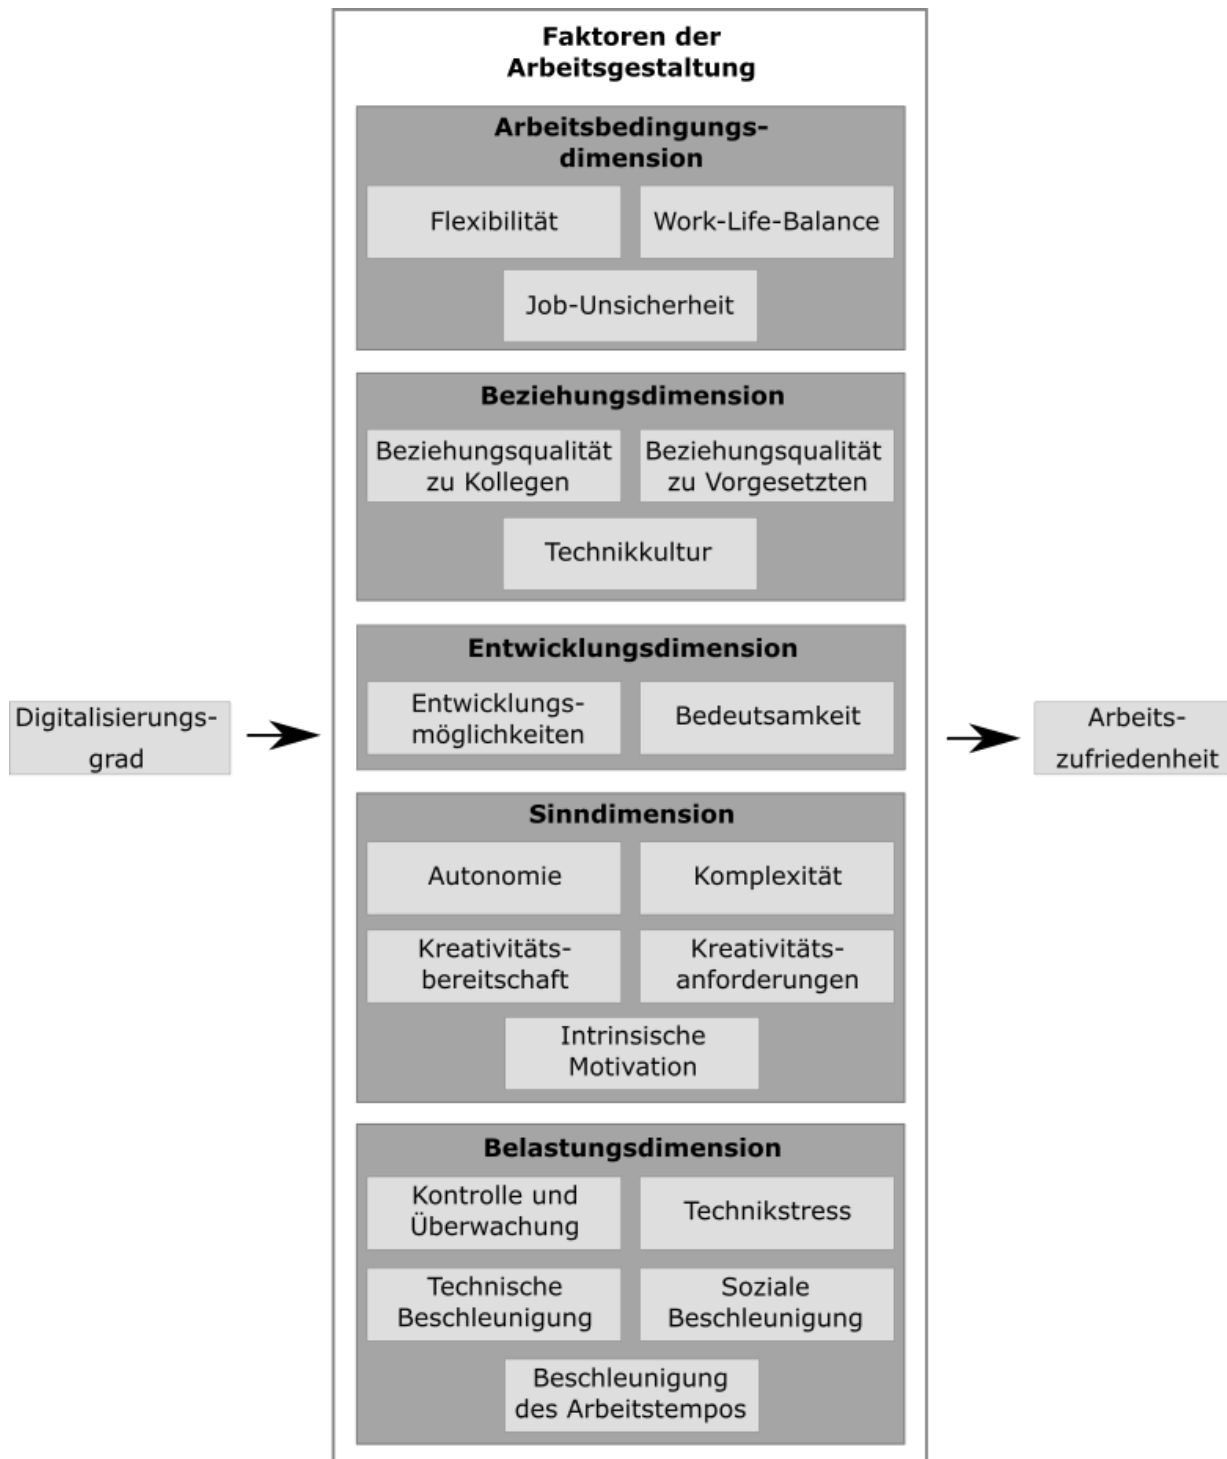 Faktoren der
Arbeitsgestaltung
Arbeitsbedingungs-
dimension
Flexibilität
Work-Life-Balance
Job-Unsicherheit
Beziehungsdimension
Beziehungsqualität
zu Kollegen
Beziehungsqualität
zu Vorgesetzten
Technikkultur
Entwicklungsdimension
Entwicklungs-
möglichkeiten
Bedeutsamkeit
Digitalisierungs-
grad
Arbeits-
zufriedenheit
Sinndimension
Autonomie
Komplexität
Kreativitäts-
bereitschaft
Kreativitäts-
anforderungen
Intrinsische
Motivation
Belastungsdimension
Kontrolle und
Überwachung
Technikstress
Technische
Beschleunigung
Soziale
Beschleunigung
Beschleunigung
des Arbeitstempos